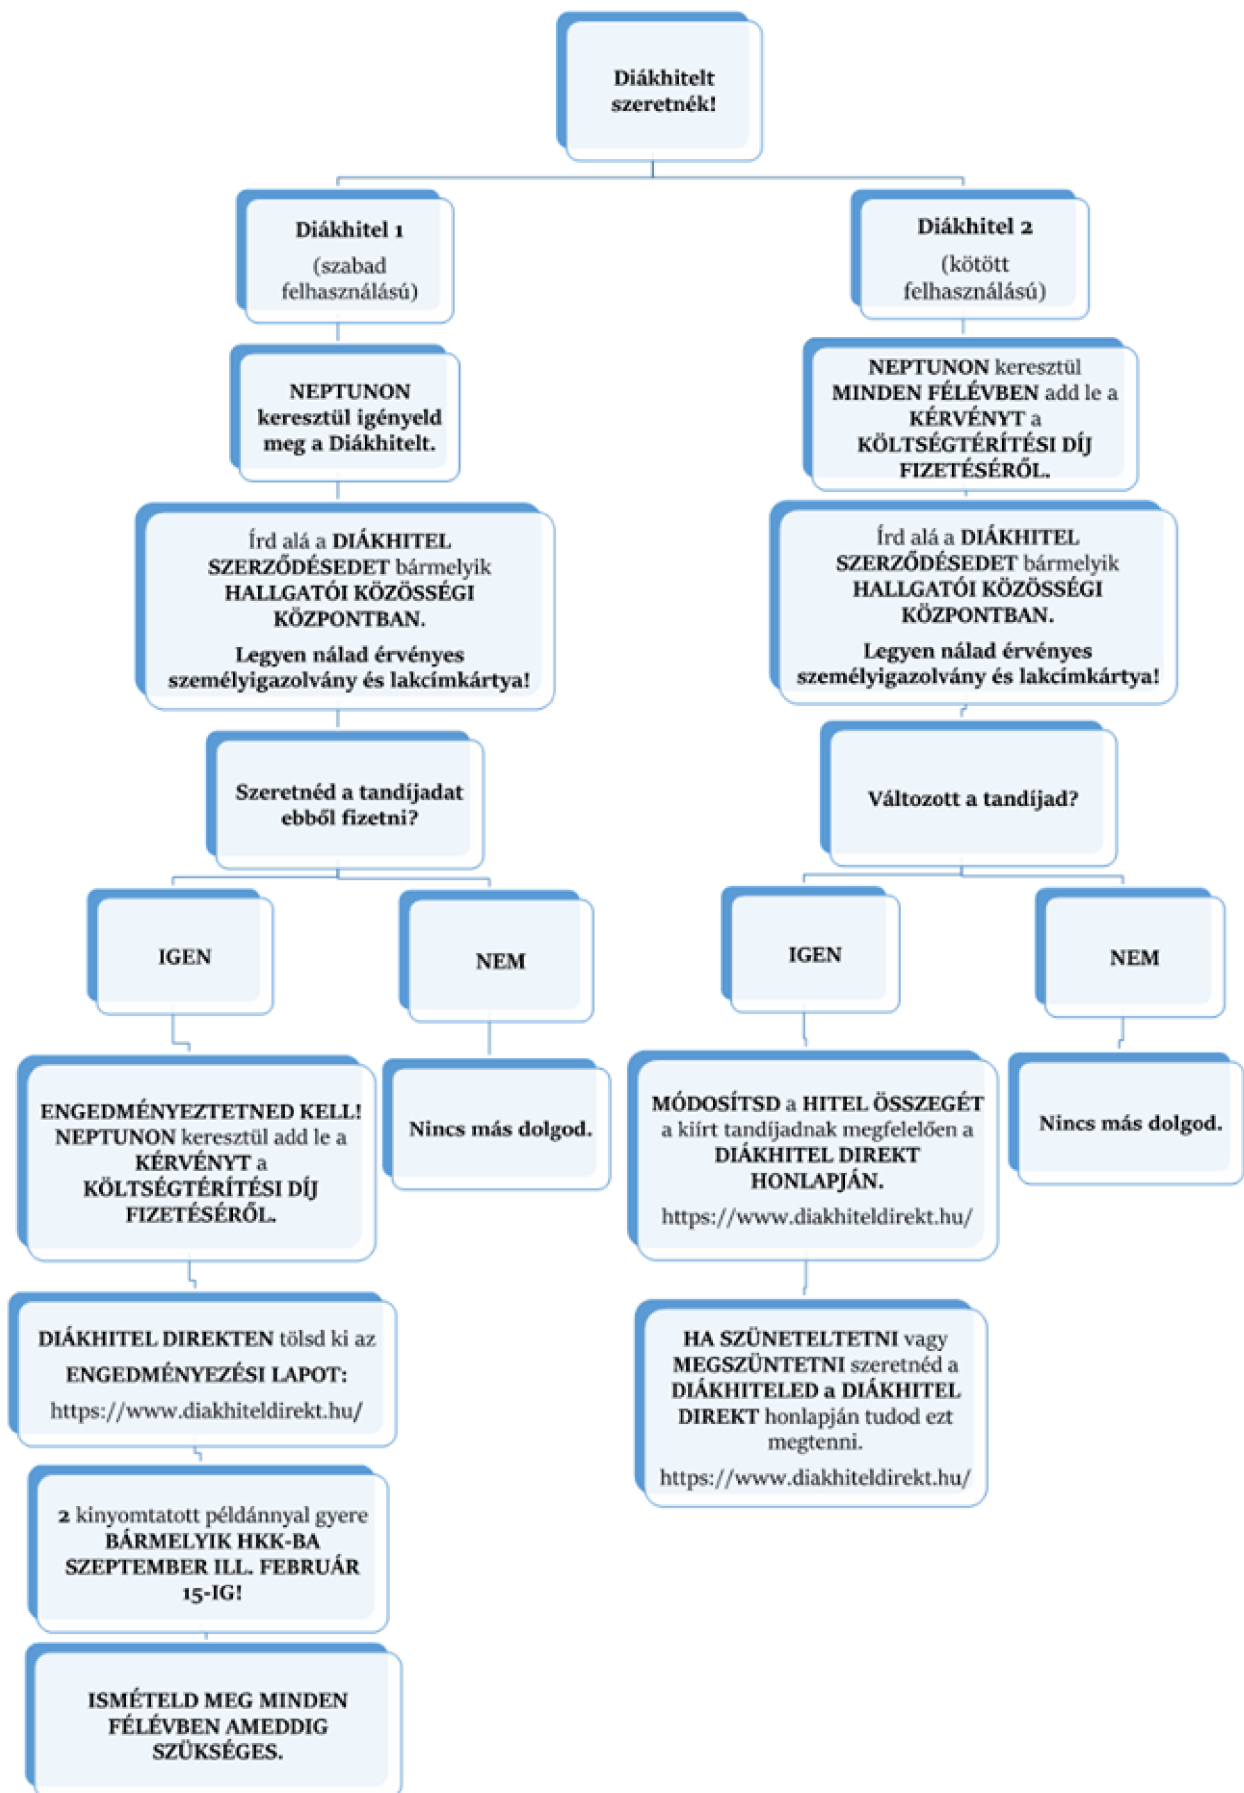 Diákhitelt
szeretnék!
Diákhitel 1
(szabad
felhasználású)
Diákhitel 2
(kötött
felhasználású)
NEPTUNON
keresztül igényeld
meg a Diákhitelt.
NEPTUNON keresztül
MINDEN FÉLÉVBEN add le a
KÉRVÉNYT a
KÖLTSÉGTÉRÍTÉSI DÍJ
FIZETÉSÉRŐL.
Írd alá a DIÁKHITEL
SZERZŐDÉSEDET bármelyik
HALLGATÓI KÖZÖSSÉGI
KÖZPONTBAN.
Legyen nálad érvényes
személyigazolvány és lakcímkártya!
Írd alá a DIÁKHITEL
SZERZŐDÉSEDET bármelyik
HALLGATÓI KÖZÖSSÉGI
KÖZPONTBAN.
Legyen nálad érvényes
személyigazolvány és lakcímkártya!
Szeretnéd a tandíjadat
ebből fizetni?
Változott a tandíjad?
IGEN
NEM
IGEN
NEM
ENGEDMÉNYEZTETNED KELL!
NEPTUNON keresztül add le a
KÉRVÉNYT a
KÖLTSÉGTÉRÍTÉSI DÍJ
FIZETÉSÉRŐL.
Nincs más dolgod.
MÓDOSÍTSD a HITEL ÖSSZEGÉT
a kiírt tandíjadnak megfelelően a
DIÁKHITEL DIREKT
HONLAPJÁN.
https://www.diakhiteldirekt.hu/
Nincs más dolgod.
DIÁKHITEL DIREKTEN tölsd ki az
ENGEDMÉNYEZÉSI LAPOT:
https://www.diakhiteldirekt.hu/
HA SZÜNETELTETNI vagy
MEGSZÜNTETNI szeretnéd a
DIÁKHITELED a DIÁKHITEL
DIREKT honlapján tudod ezt
megtenni.
https://www.diakhiteldirekt.hu/
2 kinyomtatott példánnyal gyere
BÁRMELYIK HKK-BA
SZEPTEMBER ILL. FEBRUÁR
15-IG!
ISMÉTELD MEG MINDEN
FÉLÉVBEN AMEDDIG
SZÜKSÉGES.